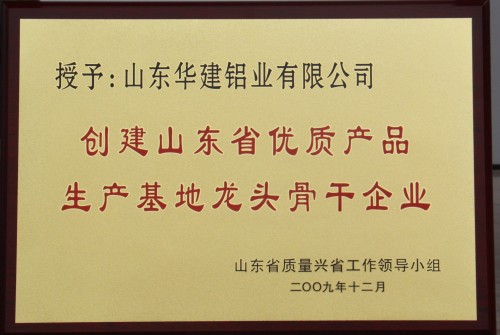 授予:山东华建铝业有限公司
创建山东省优质产品
生产基地龙头骨干企业
山东省质量兴省工作领导小组
二〇〇九年十二月